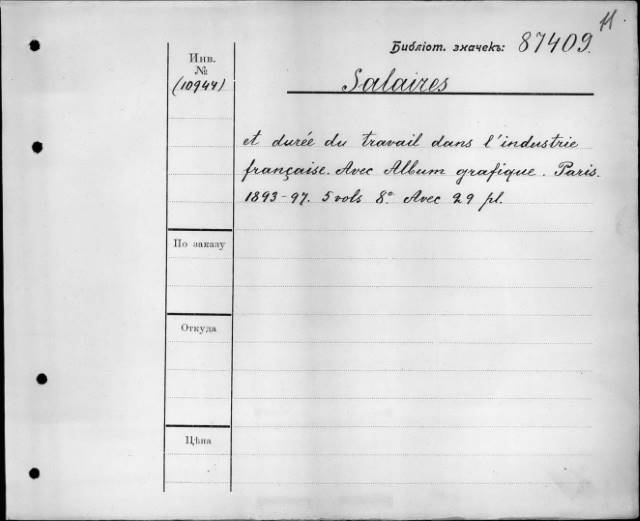 11
Библіот. значекъ: 87409.
Инв.
№
(10944)
Salaires
et durée du travail dans l'industrie
française. Avec Album grafique. Paris.
1893-97. 5 vols 8° Avec 29 pl.
По заказу
Откуда
Цѣна